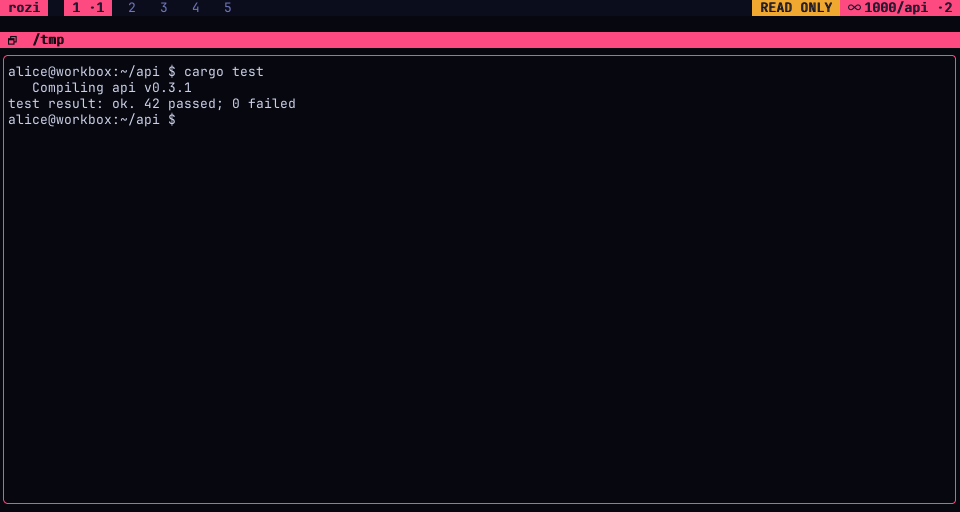 rozi 1 ·1 2 3 4 5 READ ONLY ∞1000/api ·2
/tmp
alice@workbox:~/api $ cargo test
   Compiling api v0.3.1
test result: ok. 42 passed; 0 failed
alice@workbox:~/api $